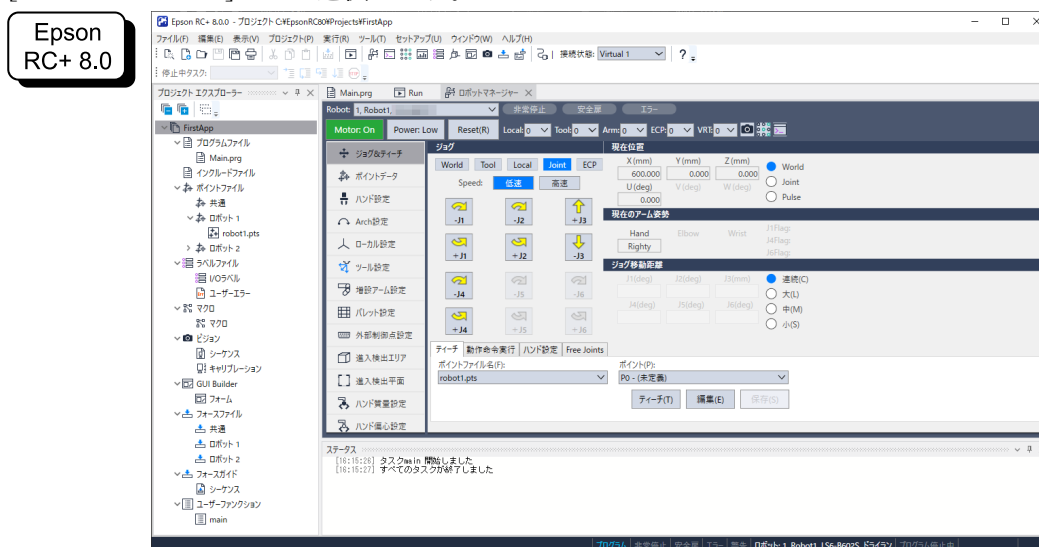 Epson
RC+ 8.0
Epson RC+ 8.0.0 - プロジェクト C:¥EpsonRC80¥Projects¥FirstApp
ファイル(F) 編集(E) 表示(V) プロジェクト(P) 実行(R) ツール(T) セットアップ(U) ウィンドウ(W) ヘルプ(H)
接続状態: Virtual 1
停止中タスク:
プロジェクト エクスプローラー
FirstApp
プログラムファイル
Main.prg
インクルードファイル
ポイントファイル
共通
ロボット 1
robot1.pts
ロボット 2
ラベルファイル
I/Oラベル
ユーザーエラー
マクロ
マクロ
ビジョン
シーケンス
キャリブレーション
GUI Builder
フォーム
フォースファイル
共通
ロボット 1
ロボット 2
フォースガイド
シーケンス
ユーザーファンクション
main
Main.prg Run ロボットマネージャー
Robot: 1, Robot1, 非常停止 安全扉 エラー
Motor: On Power: Low Reset(R) Local: 0 Tool: 0 Arm: 0 ECP: 0 VRT: 0
ジョグ&ティーチ
ポイントデータ
ハンド設定
Arch設定
ローカル設定
ツール設定
増設アーム設定
パレット設定
外部制御点設定
進入検出エリア
進入検出平面
ハンド質量設定
ハンド偏心設定
ジョグ
World Tool Local Joint ECP
Speed: 低速 高速
-J1 -J2 +J3
+J1 +J2 -J3
-J4 -J5 -J6
+J4 +J5 +J6
現在位置
X (mm) Y (mm) Z (mm)
600.000 0.000 0.000
U (deg) V (deg) W (deg)
0.000
World
Joint
Pulse
現在のアーム姿勢
Hand Elbow Wrist
Righty
J1Flag:
J4Flag:
J6Flag:
ジョグ移動距離
J1(deg) J2(deg) J3(mm)
J4(deg) J5(deg) J6(deg)
連続(C)
大(L)
中(M)
小(S)
ティーチ 動作命令実行 ハンド設定 Free Joints
ポイントファイル名(F): ポイント(P):
robot1.pts P0 - (未定義)
ティーチ(T) 編集(E) 保存(S)
ステータス
[16:15:26] タスクmain 開始しました
[16:15:27] すべてのタスクが終了しました
プログラム 非常停止 安全扉 エラー 警告 ロボット: 1, Robot1, LS6-B602S, ドライラン プログラム停止中